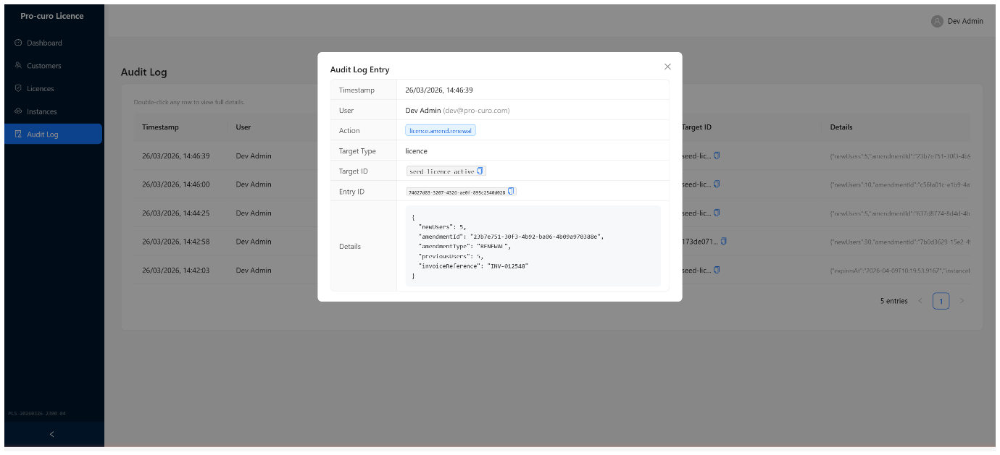 Pro-curo Licence
Dev Admin
Dashboard
Customers
Licences
Instances
Audit Log
PLS-20260326-2300-04
Audit Log
Double-click any row to view full details.
Timestamp User Target ID Details
26/03/2026, 14:46:39 Dev Admin seed-lic... {"newUsers":5,"amendmentId":"23b7e751-30f3-4b9
26/03/2026, 14:46:00 Dev Admin seed-lic... {"newUsers":10,"amendmentId":"c56fa01c-e1b9-4a
26/03/2026, 14:44:25 Dev Admin seed-lic... {"newUsers":5,"amendmentId":"637d8774-8d4d-4b
26/03/2026, 14:42:58 Dev Admin 173de071... {"newUsers":30,"amendmentId":"7b0d3629-15e2-49
26/03/2026, 14:42:03 Dev Admin seed-lic... {"expiresAt":"2026-04-09T10:19:53.916Z","instanceI
5 entries 1
Audit Log Entry
Timestamp 26/03/2026, 14:46:39
User Dev Admin (dev@pro-curo.com)
Action licence.amend.renewal
Target Type licence
Target ID seed licence active
Entry ID 74627d83-3207-4326-ae0f-895c2540d028
Details
{
"newUsers": 5,
"amendmentId": "23b7e751-30f3-4b92-ba06-4b09a970388e",
"amendmentType": "RENEWAL",
"previousUsers": 5,
"invoiceReference": "INV-012548"
}